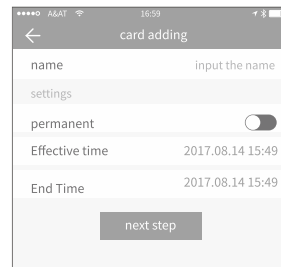 A&AT 16:59
card adding
name input the name
settings
permanent
Effective time 2017.08.14 15:49
End Time 2017.08.14 15:49
next step